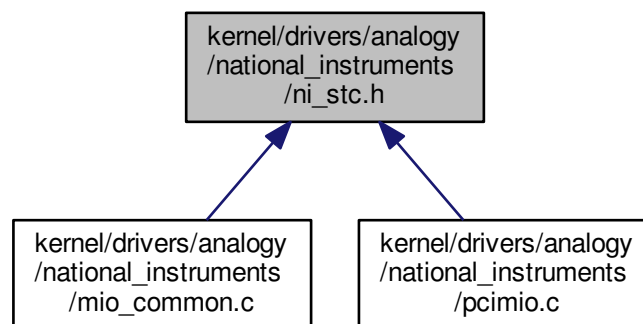 kernel/drivers/analogy
/national_instruments
/ni_stc.h
kernel/drivers/analogy
/national_instruments
/mio_common.c
kernel/drivers/analogy
/national_instruments
/pcimio.c